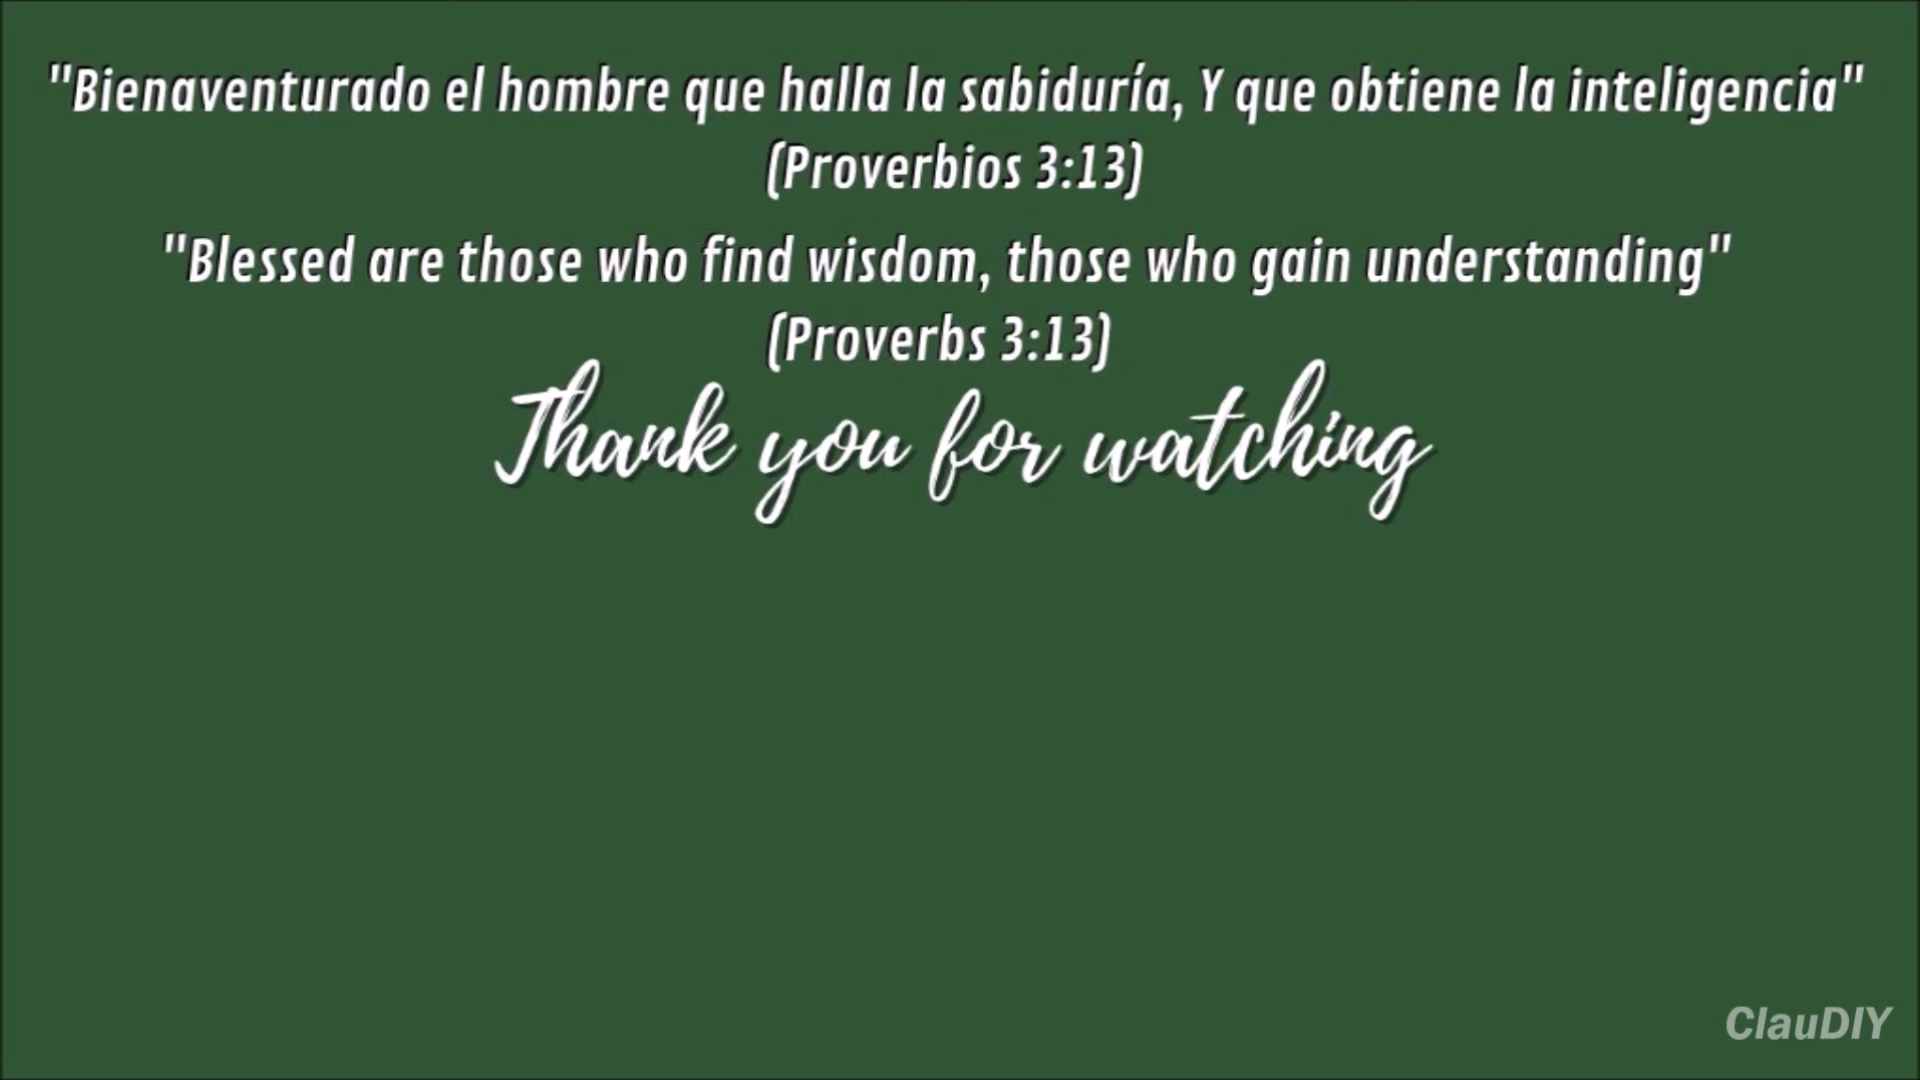 "Bienaventurado el hombre que halla la sabiduría, Y que obtiene la inteligencia"
(Proverbios 3:13)
"Blessed are those who find wisdom, those who gain understanding"
(Proverbs 3:13)
Thank you for watching
ClauDIY